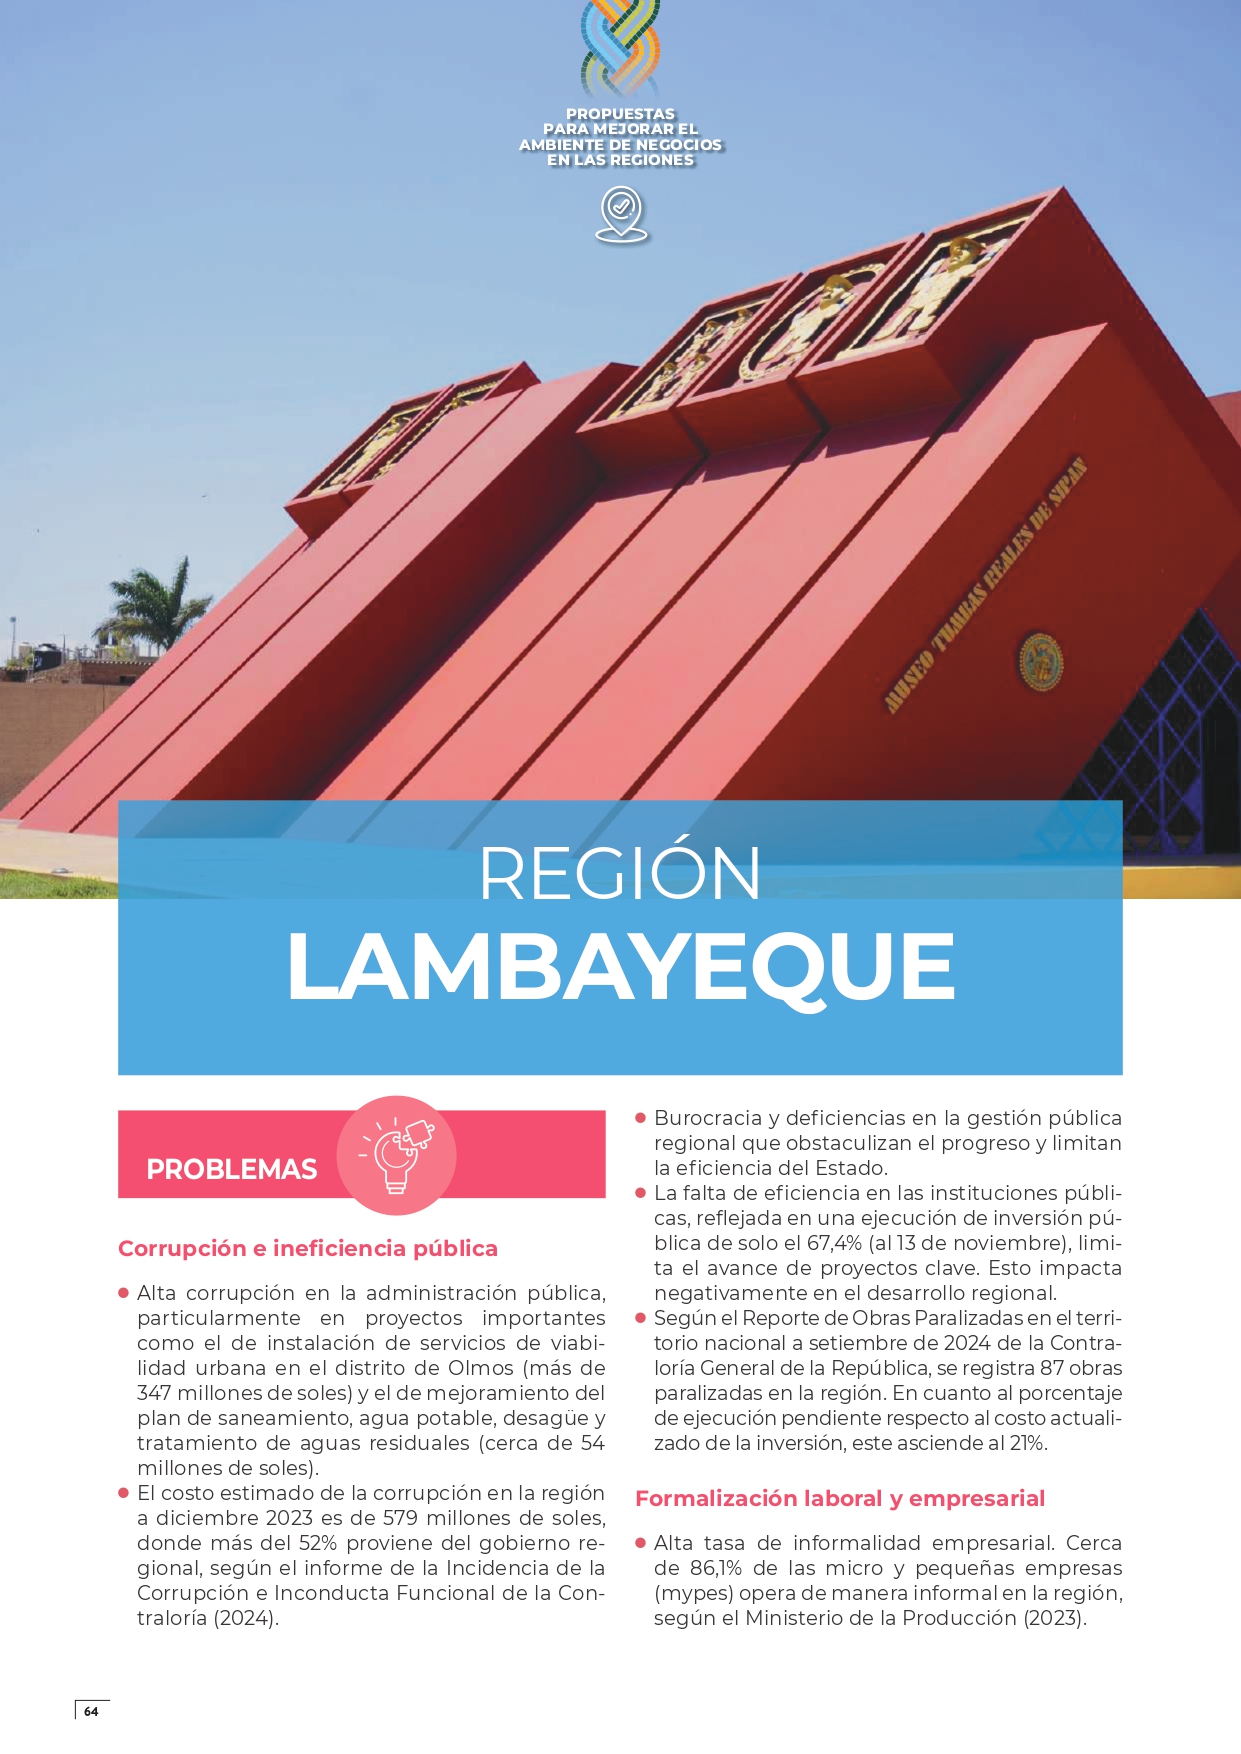 PROPUESTAS
PARA MEJORAR EL
AMBIENTE DE NEGOCIOS
EN LAS REGIONES
MUSEO TUMBAS REALES DE SIPAN
REGIÓN
LAMBAYEQUE
PROBLEMAS
Corrupción e ineficiencia pública
Alta corrupción en la administración pública,
particularmente en proyectos importantes
como el de instalación de servicios de viabi-
lidad urbana en el distrito de Olmos (más de
347 millones de soles) y el de mejoramiento del
plan de saneamiento, agua potable, desagüe y
tratamiento de aguas residuales (cerca de 54
millones de soles).
El costo estimado de la corrupción en la región
a diciembre 2023 es de 579 millones de soles,
donde más del 52% proviene del gobierno re-
gional, según el informe de la Incidencia de la
Corrupción e Inconducta Funcional de la Con-
traloría (2024).
Burocracia y deficiencias en la gestión pública
regional que obstaculizan el progreso y limitan
la eficiencia del Estado.
La falta de eficiencia en las instituciones públi-
cas, reflejada en una ejecución de inversión pú-
blica de solo el 67,4% (al 13 de noviembre), limi-
ta el avance de proyectos clave. Esto impacta
negativamente en el desarrollo regional.
Según el Reporte de Obras Paralizadas en el terri-
torio nacional a setiembre de 2024 de la Contra-
loría General de la República, se registra 87 obras
paralizadas en la región. En cuanto al porcentaje
de ejecución pendiente respecto al costo actuali-
zado de la inversión, este asciende al 21%.
Formalización laboral y empresarial
Alta tasa de informalidad empresarial. Cerca
de 86,1% de las micro y pequeñas empresas
(mypes) opera de manera informal en la región,
según el Ministerio de la Producción (2023).
64